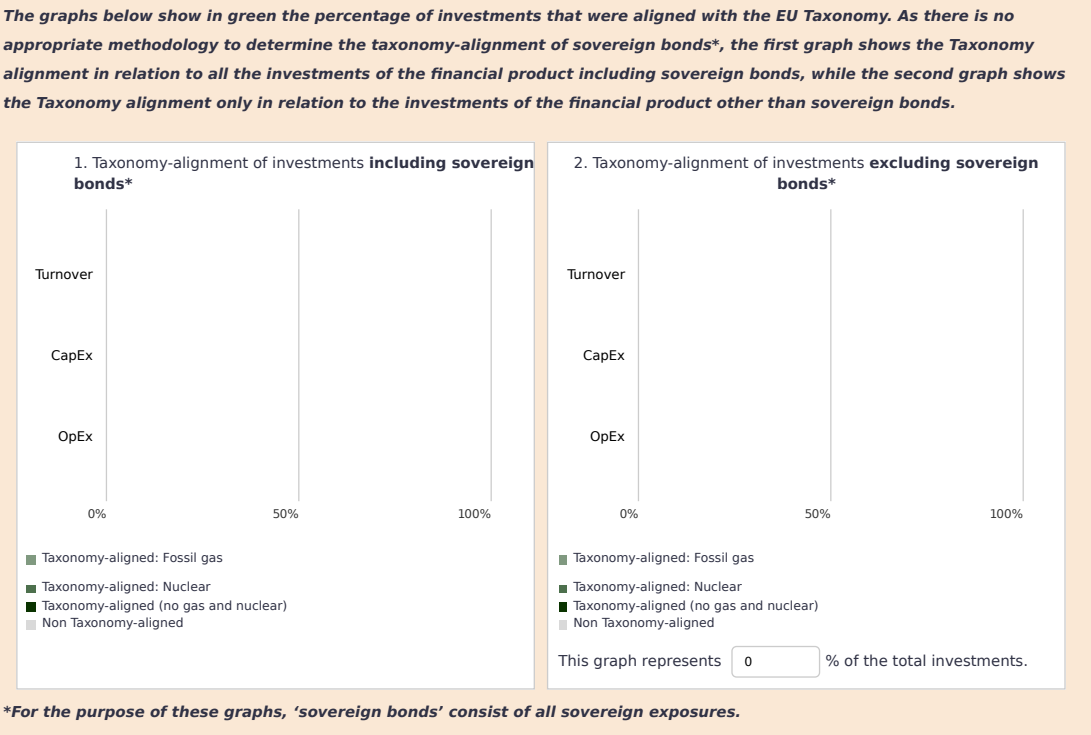 The graphs below show in green the percentage of investments that were aligned with the EU Taxonomy. As there is no
appropriate methodology to determine the taxonomy-alignment of sovereign bonds*, the first graph shows the Taxonomy
alignment in relation to all the investments of the financial product including sovereign bonds, while the second graph shows
the Taxonomy alignment only in relation to the investments of the financial product other than sovereign bonds.
1. Taxonomy-alignment of investments including sovereign
bonds*
Turnover
CapEx
OpEx
0% 50% 100%
Taxonomy-aligned: Fossil gas
Taxonomy-aligned: Nuclear
Taxonomy-aligned (no gas and nuclear)
Non Taxonomy-aligned
2. Taxonomy-alignment of investments excluding sovereign
bonds*
Turnover
CapEx
OpEx
0% 50% 100%
Taxonomy-aligned: Fossil gas
Taxonomy-aligned: Nuclear
Taxonomy-aligned (no gas and nuclear)
Non Taxonomy-aligned
This graph represents 0 % of the total investments.
*For the purpose of these graphs, ‘sovereign bonds’ consist of all sovereign exposures.